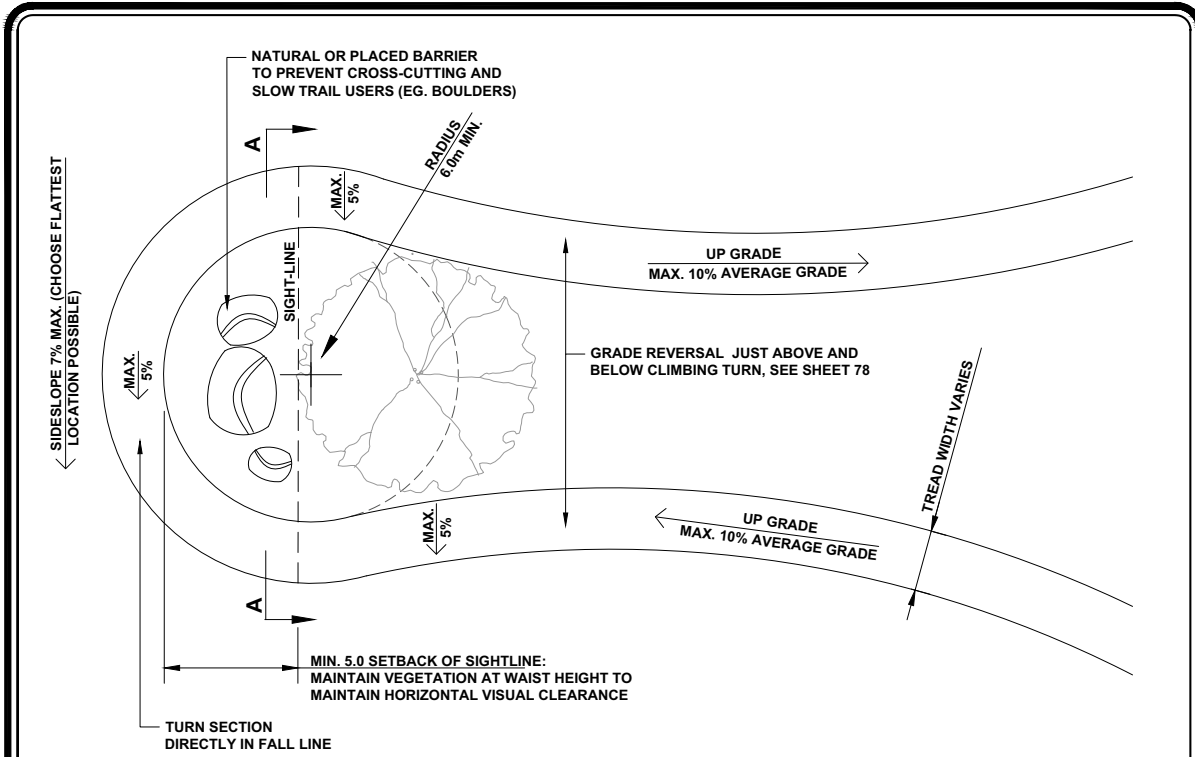 NATURAL OR PLACED BARRIER
TO PREVENT CROSS-CUTTING AND
SLOW TRAIL USERS (EG. BOULDERS)
A
RADIUS
6.0m MIN.
MAX.
5%
SIDESLOPE 7% MAX. (CHOOSE FLATTEST
LOCATION POSSIBLE)
SIGHT-LINE
UP GRADE
MAX. 10% AVERAGE GRADE
MAX.
5%
GRADE REVERSAL JUST ABOVE AND
BELOW CLIMBING TURN, SEE SHEET 78
TREAD WIDTH VARIES
MAX.
5%
UP GRADE
MAX. 10% AVERAGE GRADE
A
MIN. 5.0 SETBACK OF SIGHTLINE:
MAINTAIN VEGETATION AT WAIST HEIGHT TO
MAINTAIN HORIZONTAL VISUAL CLEARANCE
TURN SECTION
DIRECTLY IN FALL LINE